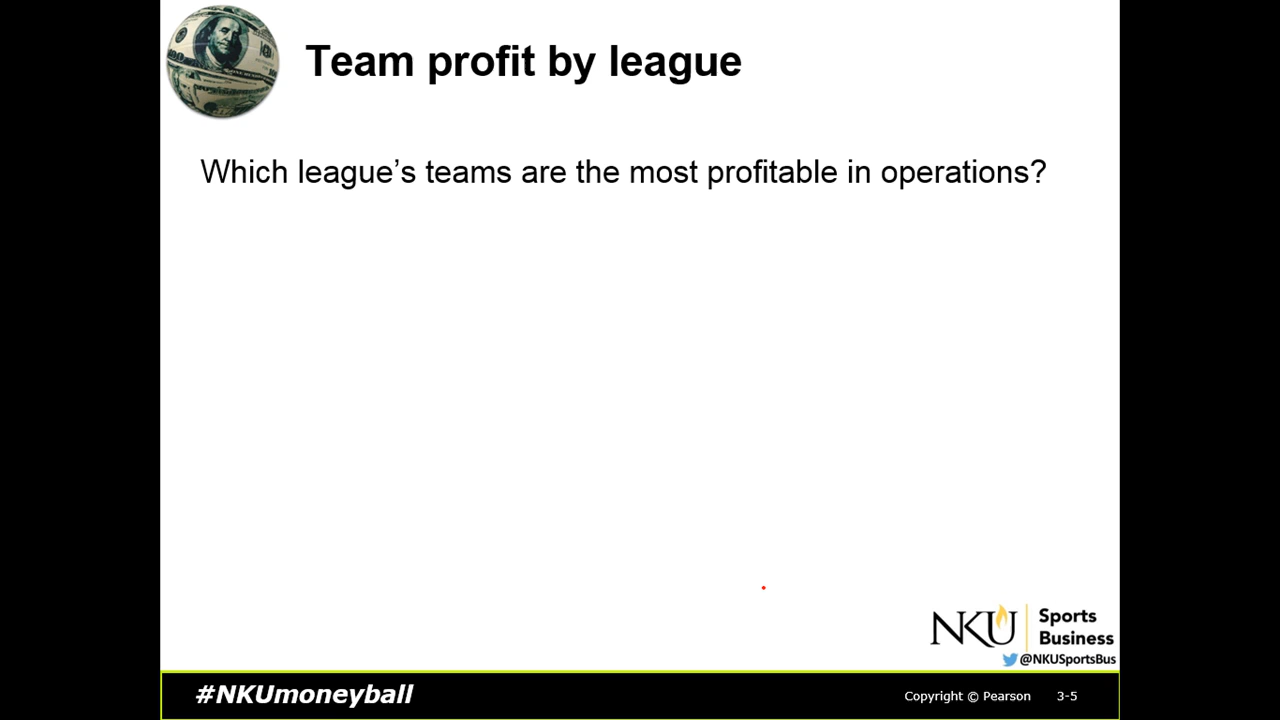 Team profit by league
Which league’s teams are the most profitable in operations?
NKU
Sports
Business
@NKUSportsBus
#NKUmoneyball
Copyright © Pearson 3-5